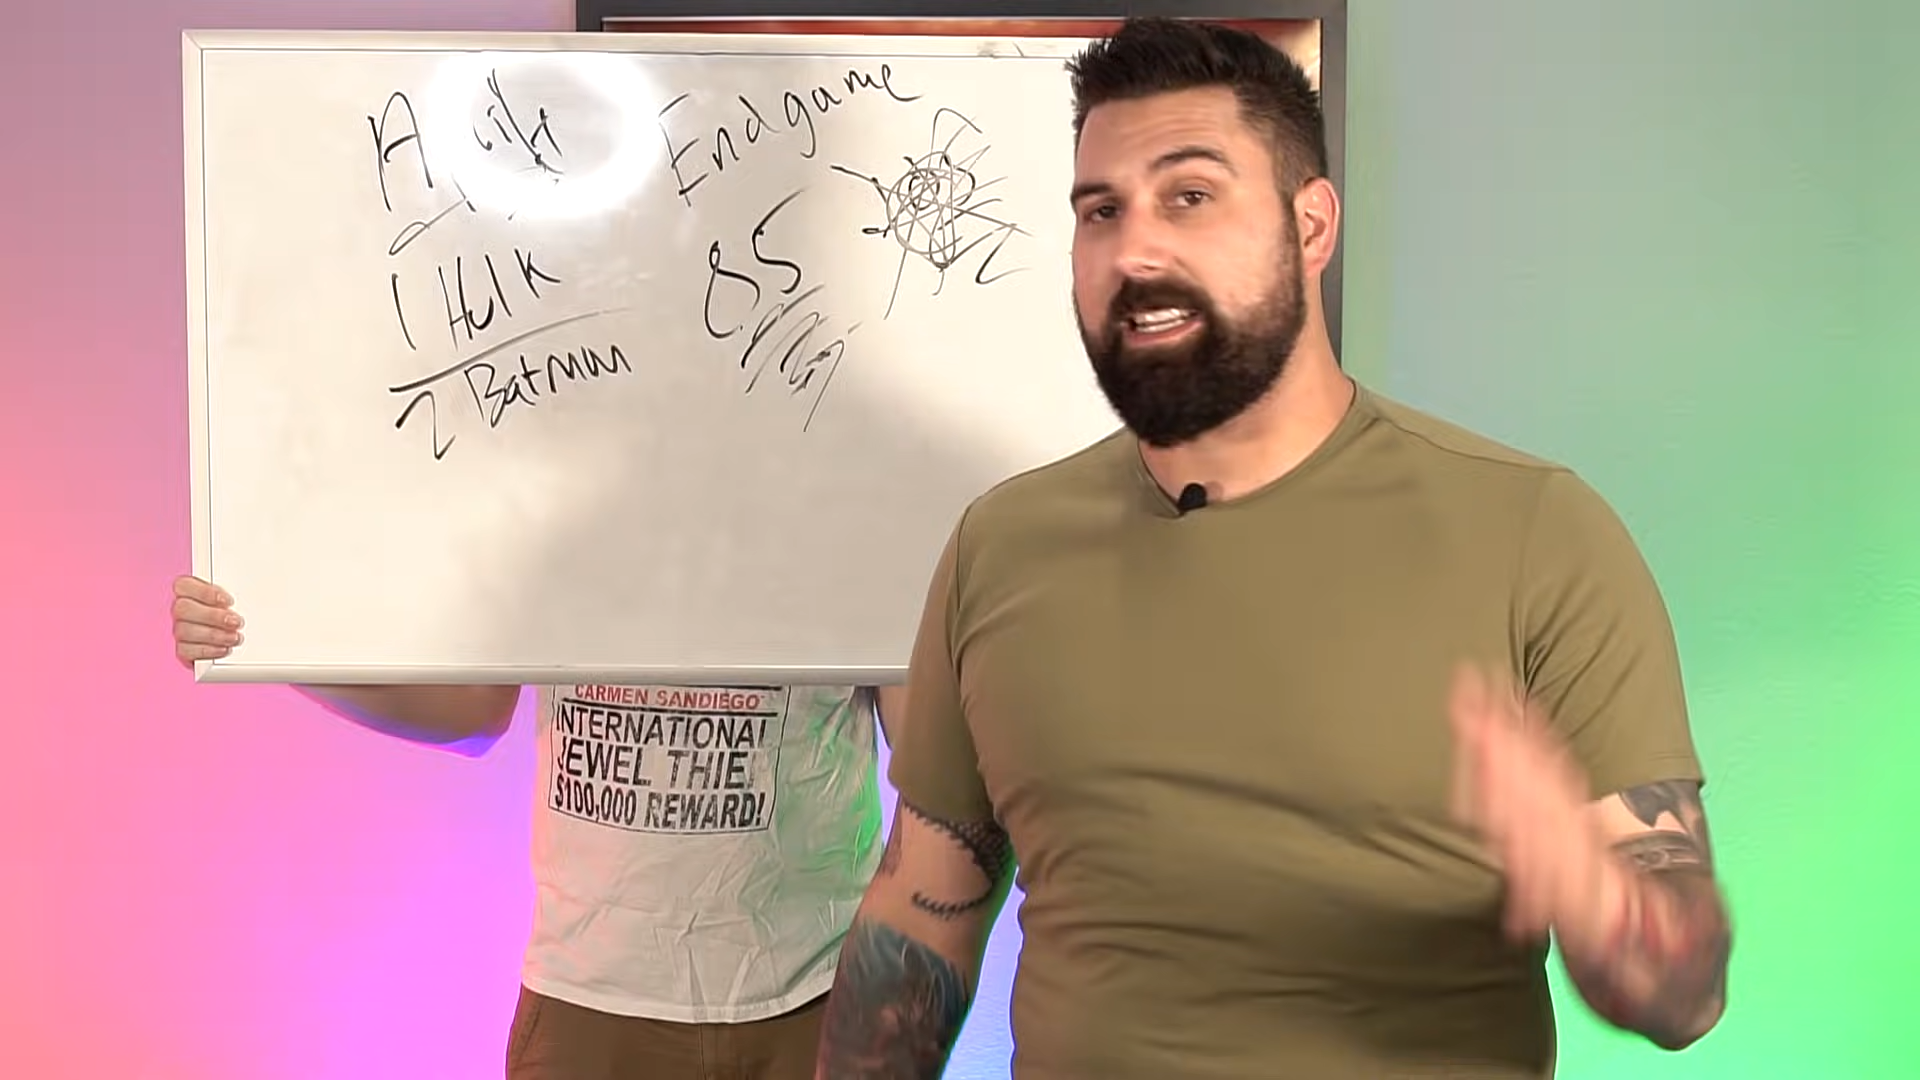 Endgame
85
1 Hulk
2 Batman
CARMEN SANDIEGO
INTERNATIONAL
JEWEL THIEF
$100,000 REWARD!